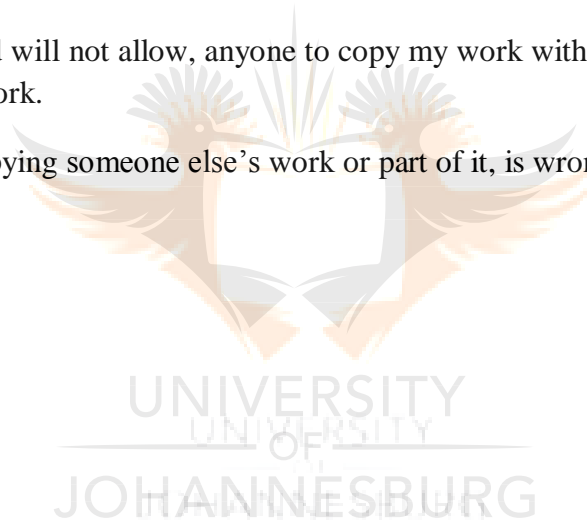 d will not allow, anyone to copy my work with
ork.
pying someone else’s work or part of it, is wron
UNIVERSITY
OF
JOHANNESBURG